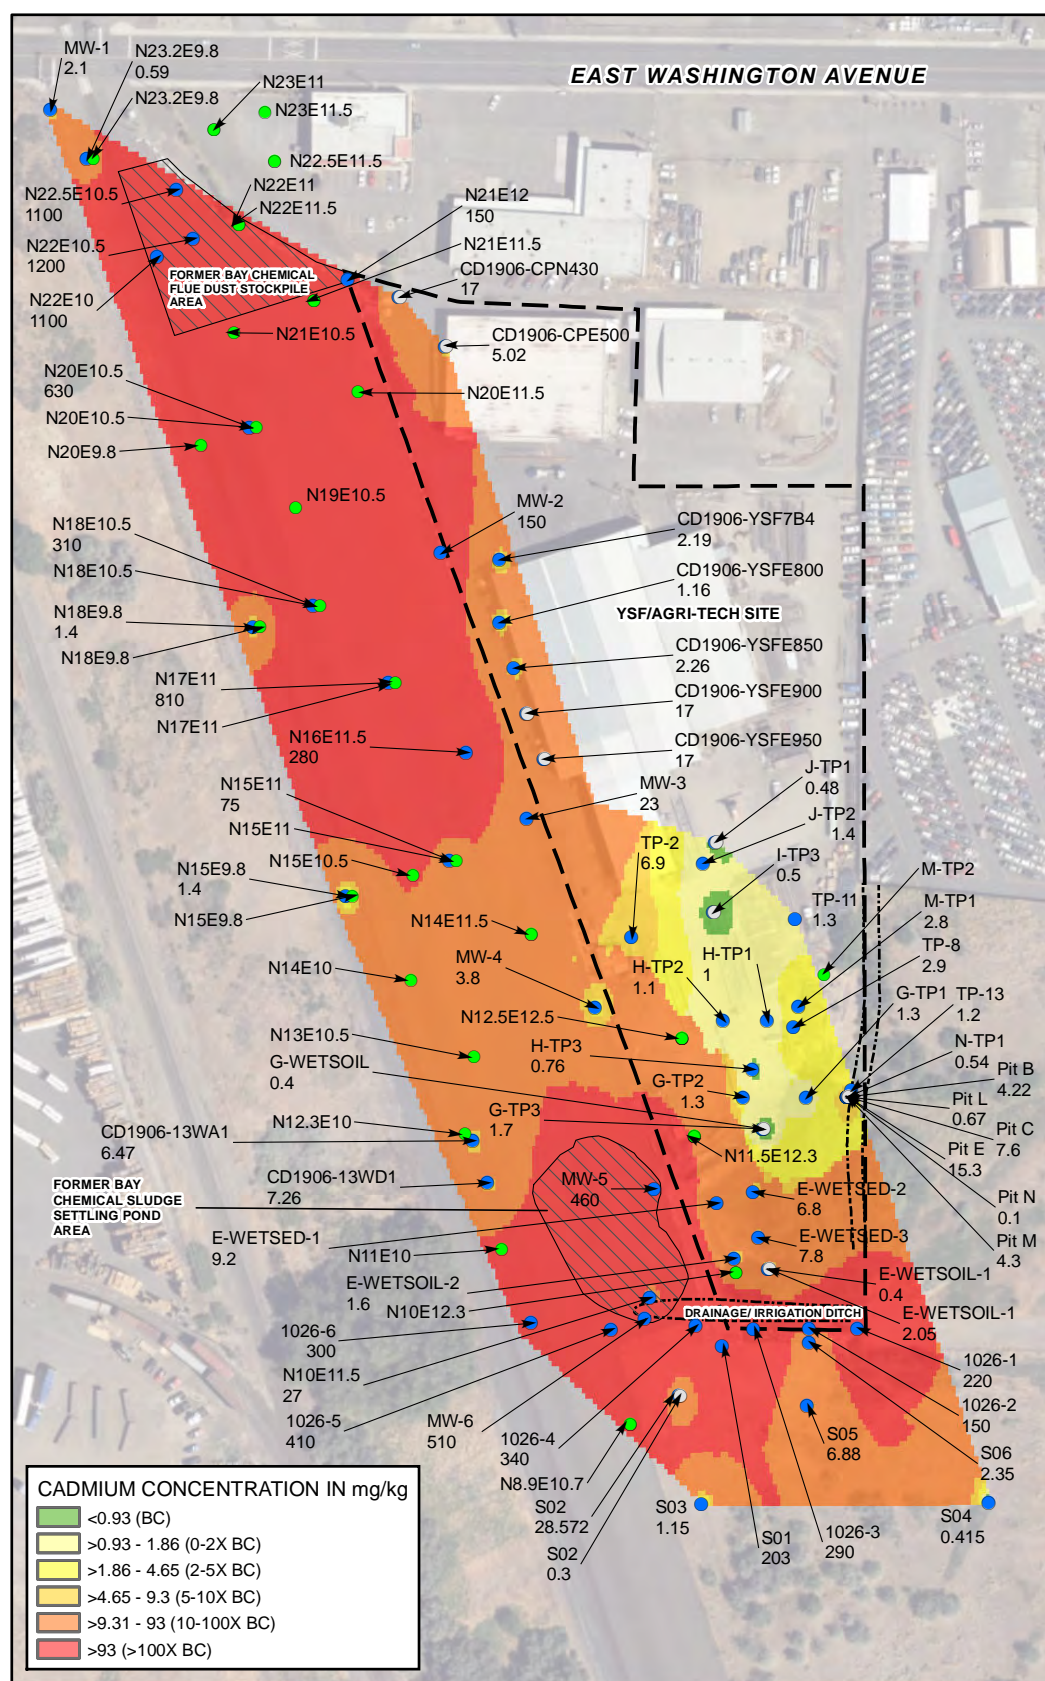 MW-1
2.1
N23.2E9.8
0.59
N23.2E9.8
N23E11
N23E11.5
EAST WASHINGTON AVENUE
N22.5E11.5
N22.5E10.5
1100
N22E11
N22E11.5
N21E12
150
N22E10.5
1200
N21E11.5
CD1906-CPN430
17
FORMER BAY CHEMICAL
FLUE DUST STOCKPILE
AREA
N22E10
1100
N21E10.5
CD1906-CPE500
5.02
N20E10.5
630
N20E11.5
N20E10.5
N20E9.8
N19E10.5
MW-2
150
N18E10.5
310
CD1906-YSF7B4
2.19
N18E10.5
CD1906-YSFE800
1.16
N18E9.8
1.4
YSF/AGRI-TECH SITE
N18E9.8
CD1906-YSFE850
2.26
N17E11
810
CD1906-YSFE900
17
N17E11
N16E11.5
280
CD1906-YSFE950
17
N15E11
75
MW-3
23
J-TP1
0.48
N15E11
J-TP2
1.4
TP-2
6.9
N15E10.5
I-TP3
0.5
N15E9.8
1.4
M-TP2
N15E9.8
TP-11
1.3
M-TP1
2.8
N14E11.5
TP-8
2.9
N14E10
MW-4
3.8
H-TP2
1.1
H-TP1
1
G-TP1
1.3
TP-13
1.2
N12.5E12.5
N13E10.5
N-TP1
0.54
G-WETSOIL
0.4
H-TP3
0.76
Pit B
4.22
G-TP2
1.3
Pit L
0.67
G-TP3
1.7
Pit C
7.6
N12.3E10
CD1906-13WA1
6.47
Pit E
15.3
N11.5E12.3
CD1906-13WD1
7.26
MW-5
460
E-WETSED-2
6.8
Pit N
0.1
FORMER BAY
CHEMICAL SLUDGE
SETTLING POND
AREA
E-WETSED-1
9.2
E-WETSED-3
7.8
Pit M
4.3
N11E10
E-WETSOIL-1
0.4
E-WETSOIL-2
1.6
N10E12.3
DRAINAGE/ IRRIGATION DITCH
E-WETSOIL-1
2.05
1026-6
300
N10E11.5
27
1026-1
220
1026-5
410
MW-6
510
1026-4
340
1026-2
150
S05
6.88
S06
2.35
N8.9E10.7
S02
28.572
S03
1.15
S01
203
1026-3
290
S04
0.415
S02
0.3
CADMIUM CONCENTRATION IN mg/kg
<0.93 (BC)
>0.93 - 1.86 (0-2X BC)
>1.86 - 4.65 (2-5X BC)
>4.65 - 9.3 (5-10X BC)
>9.31 - 93 (10-100X BC)
>93 (>100X BC)